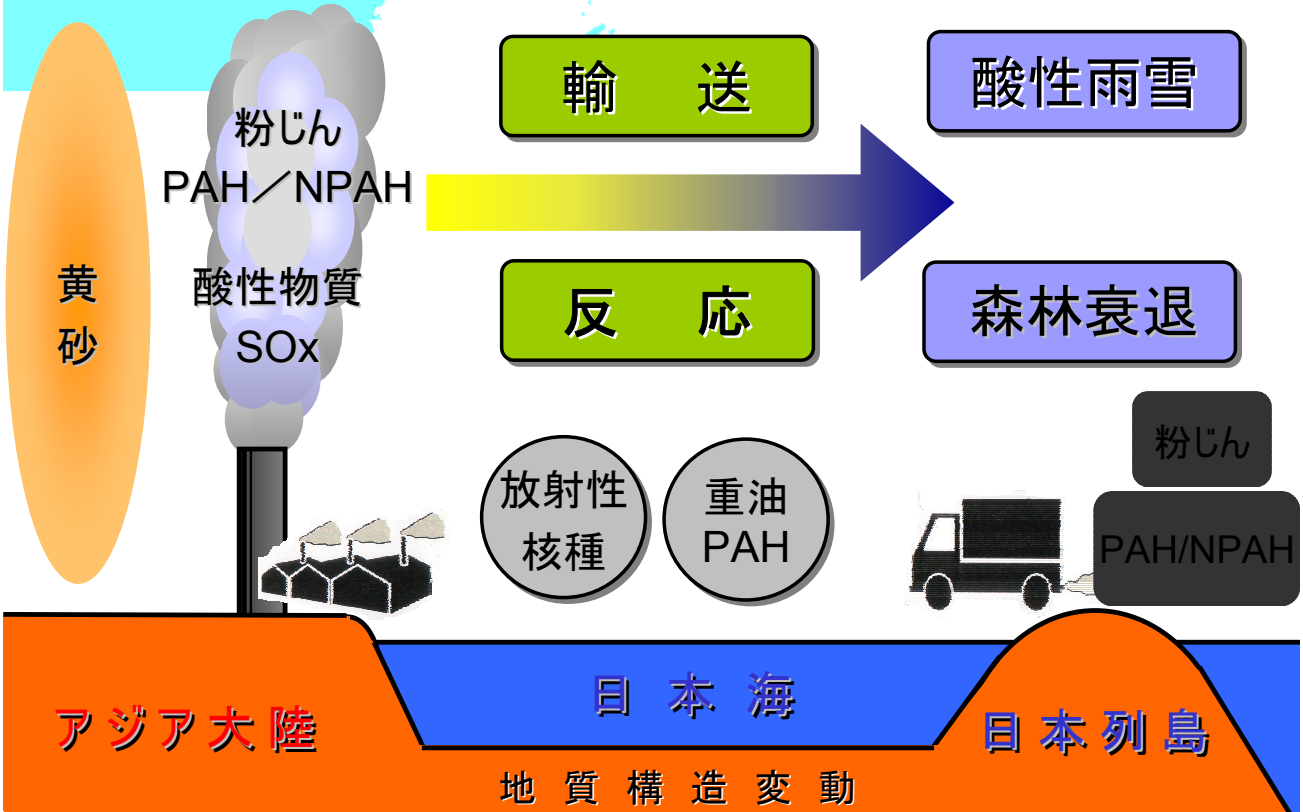 黄
砂
粉じん
PAH／NPAH
酸性物質
SOx
輸　送
反　応
酸性雨雪
森林衰退
放射性
核種
重油
PAH
粉じん
PAH/NPAH
アジア大陸
日本海
日本列島
地質構造変動